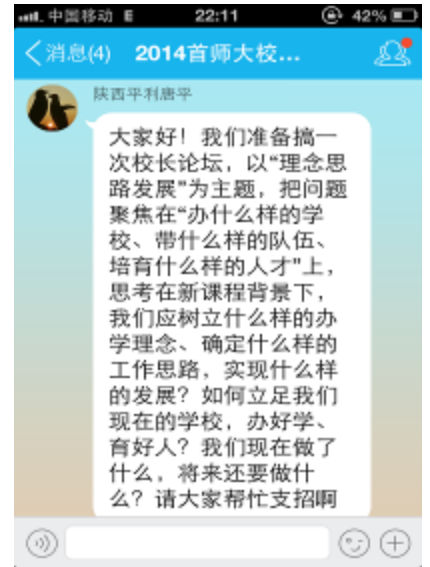 中国移动 E 22:11 42%
消息(4) 2014首师大校...
陕西平利唐平
大家好！我们准备搞一
次校长论坛，以“理念思
路发展”为主题，把问题
聚焦在“办什么样的学
校、带什么样的队伍、
培育什么样的人才"上，
思考在新课程背景下，
我们应树立什么样的办
学理念、确定什么样的
工作思路，实现什么样
的发展？如何立足我们
现在的学校，办好学、
育好人？我们现在做了
什么，将来还要做什
么？请大家帮忙支招啊